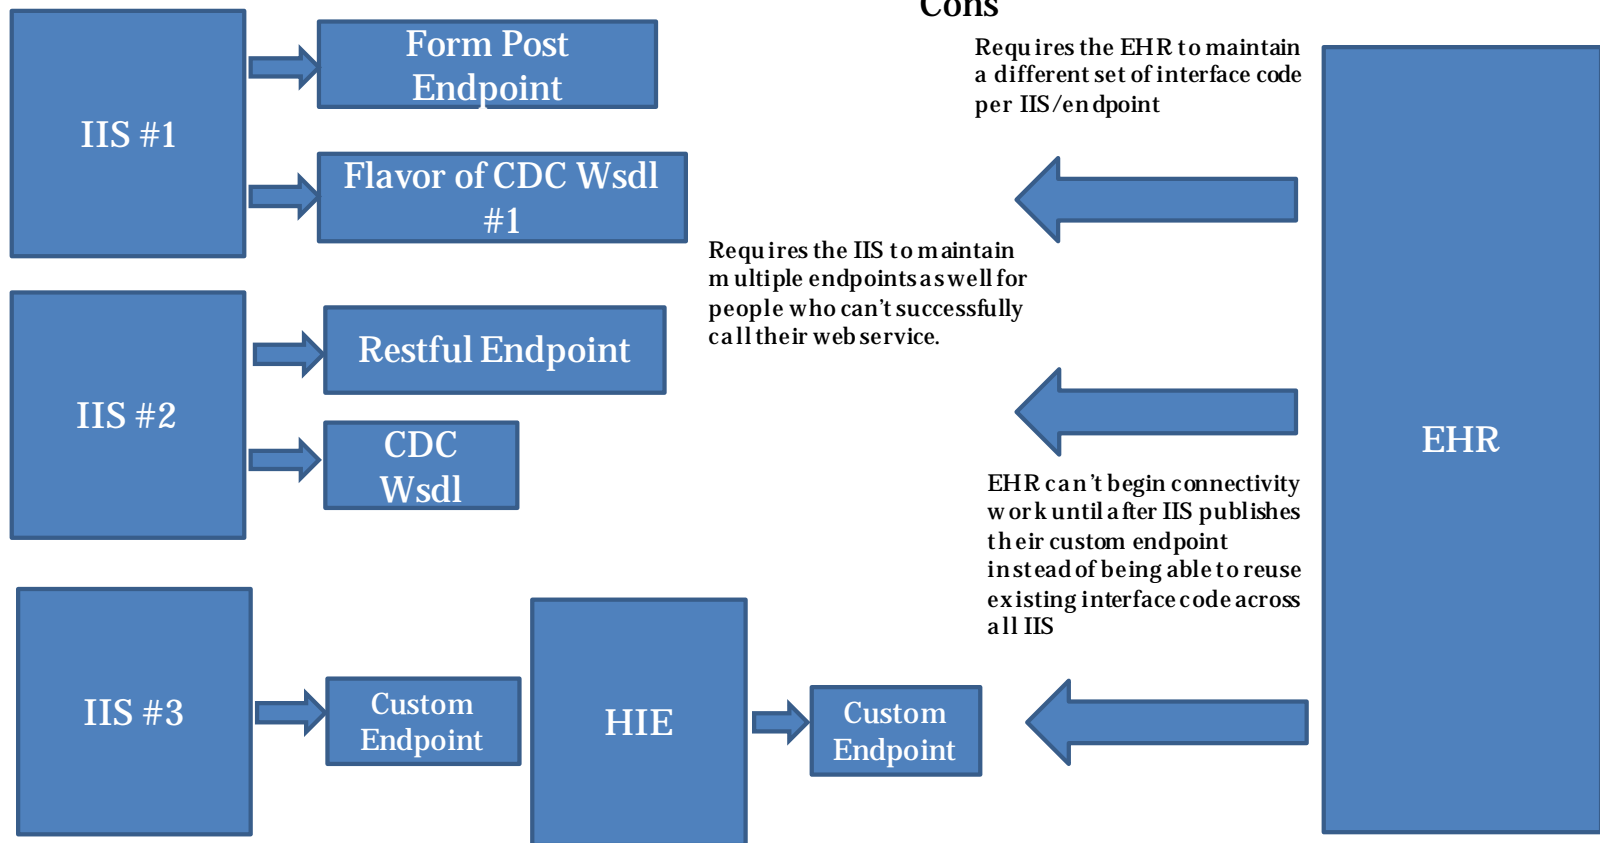 Cons
Form Post
Endpoint
IIS #1
Flavor of CDC Wsdl
#1
Requires the EHR to maintain
a different set of interface code
per IIS/endpoint
Requires the IIS to maintain
multiple endpoints as well for
people who can't successfully
call their web service.
Restful Endpoint
IIS #2
CDC
Wsdl
EHR
EHR can't begin connectivity
work until after IIS publishes
their custom endpoint
instead of being able to reuse
existing interface code across
all IIS
IIS #3
Custom
Endpoint
HIE
Custom
Endpoint